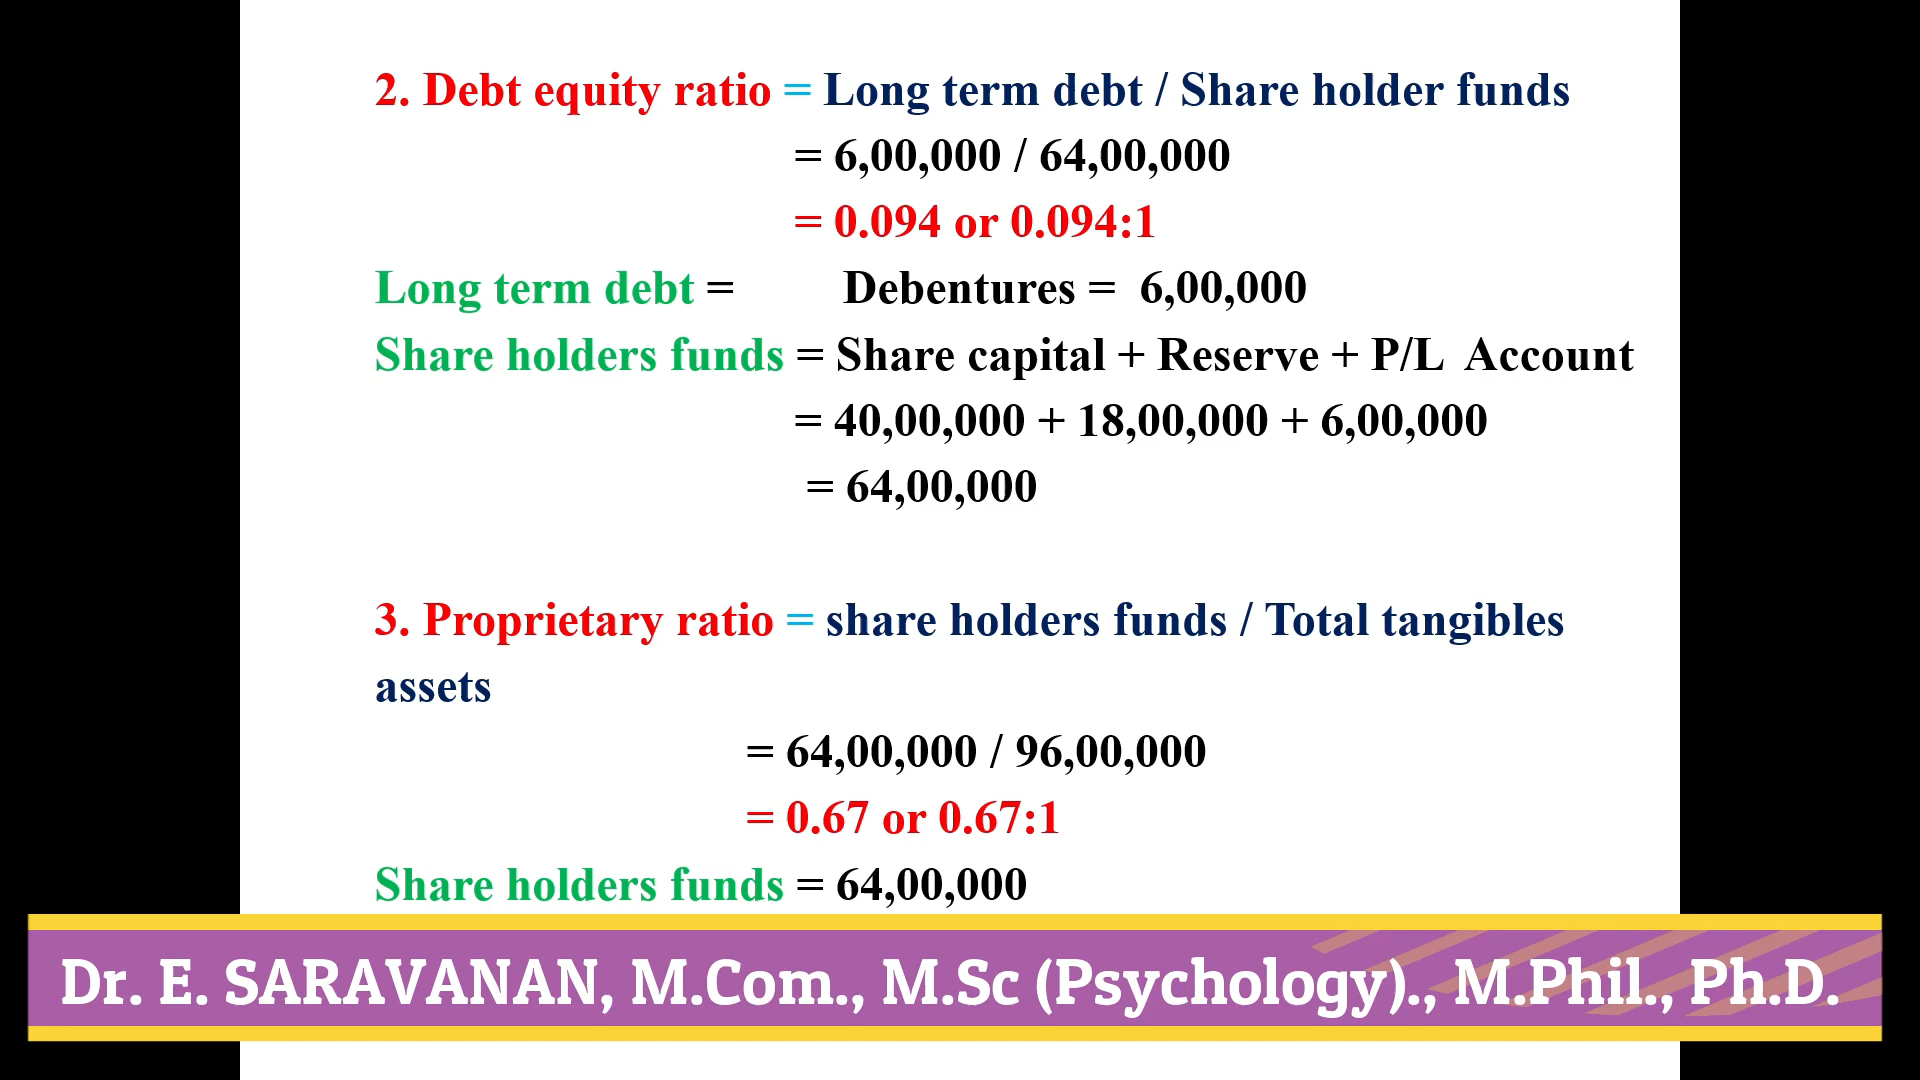 2. Debt equity ratio = Long term debt / Share holder funds
= 6,00,000 / 64,00,000
= 0.094 or 0.094:1
Long term debt = Debentures = 6,00,000
Share holders funds = Share capital + Reserve + P/L Account
= 40,00,000 + 18,00,000 + 6,00,000
= 64,00,000
3. Proprietary ratio = share holders funds / Total tangibles
assets
= 64,00,000 / 96,00,000
= 0.67 or 0.67:1
Share holders funds = 64,00,000
Dr. E. SARAVANAN, M.Com., M.Sc (Psychology)., M.Phil., Ph.D.